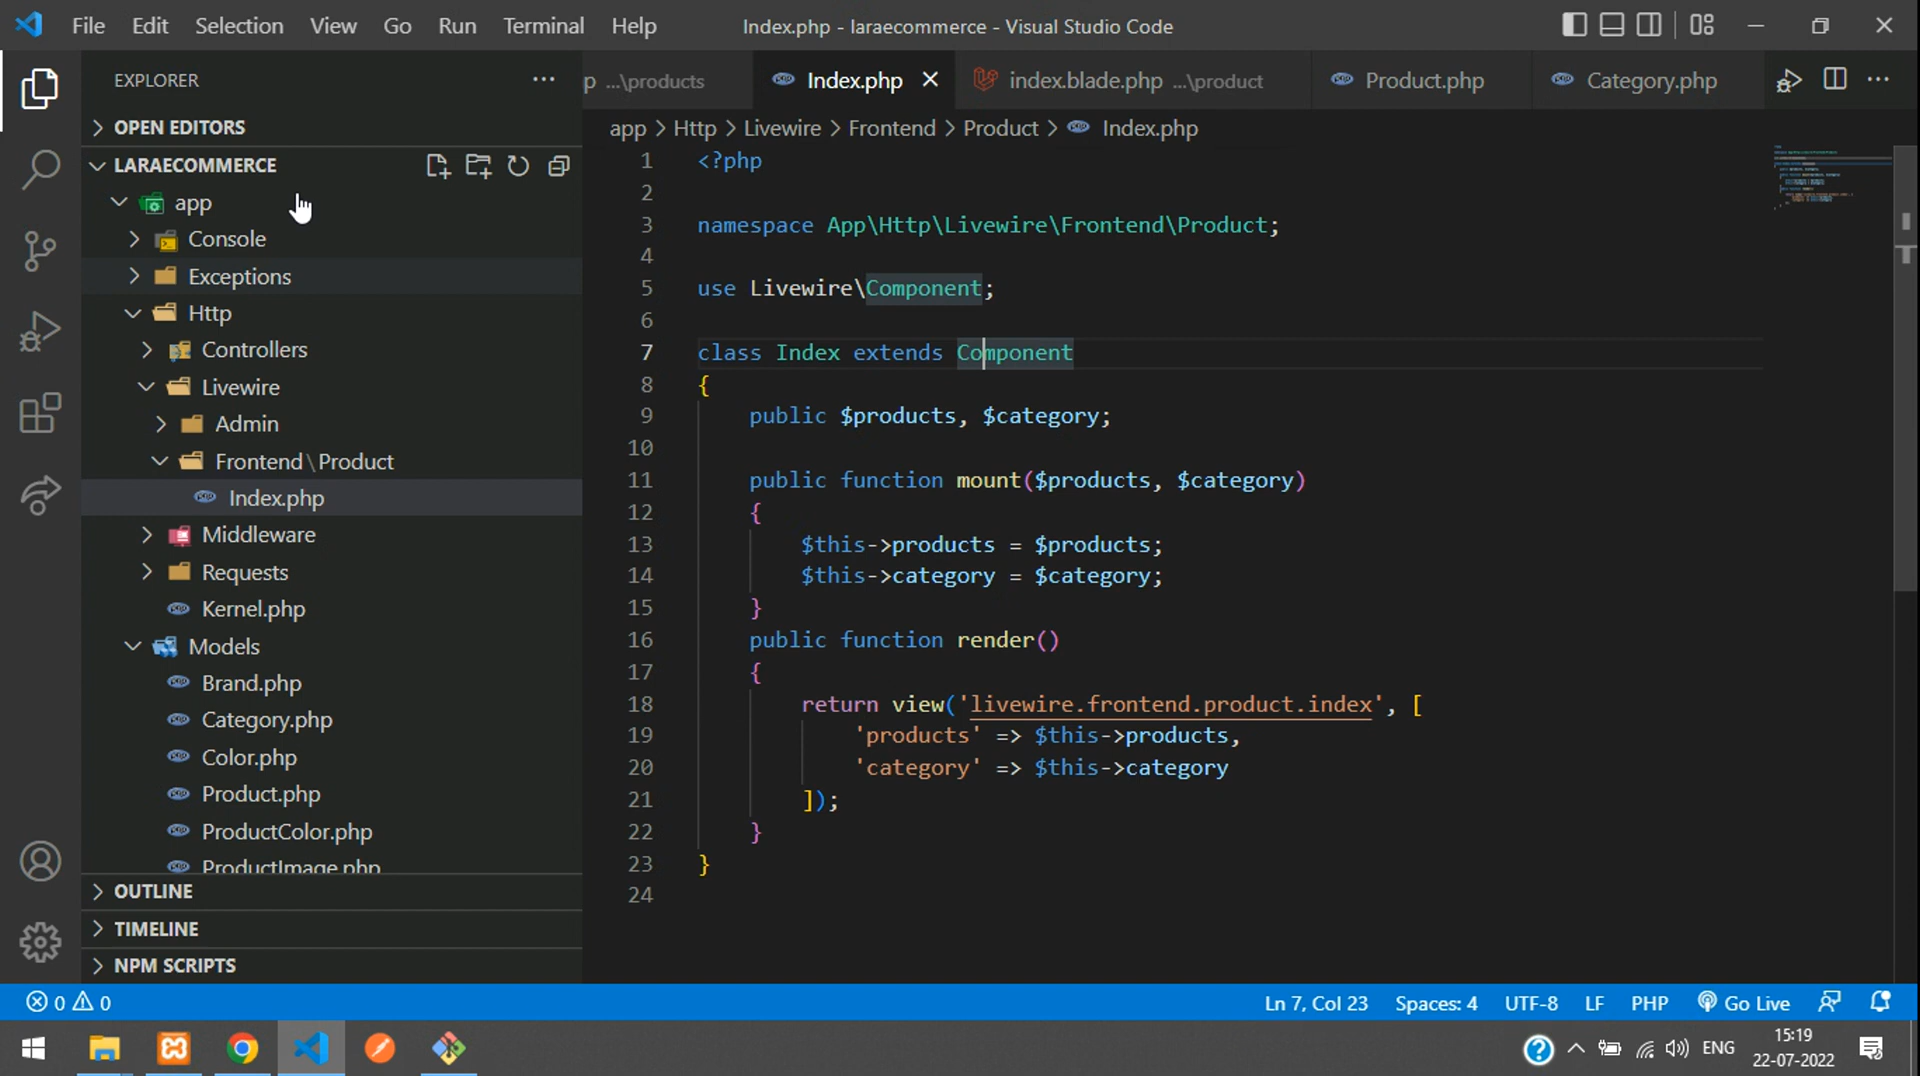 File Edit Selection View Go Run Terminal Help Index.php - laraecommerce - Visual Studio Code
EXPLORER
p ...\products Index.php index.blade.php ...\product Product.php Category.php
OPEN EDITORS
app > Http > Livewire > Frontend > Product > Index.php
LARAECOMMERCE
app
Console
Exceptions
Http
Controllers
Livewire
Admin
Frontend\Product
Index.php
Middleware
Requests
Kernel.php
Models
Brand.php
Category.php
Color.php
Product.php
ProductColor.php
ProductImage.php
OUTLINE
TIMELINE
NPM SCRIPTS
1 <?php
2
3 namespace App\Http\Livewire\Frontend\Product;
4
5 use Livewire\Component;
6
7 class Index extends Component
8 {
9 public $products, $category;
10
11 public function mount($products, $category)
12 {
13 $this->products = $products;
14 $this->category = $category;
15 }
16 public function render()
17 {
18 return view('livewire.frontend.product.index', [
19 'products' => $this->products,
20 'category' => $this->category
21 ]);
22 }
23 }
24
0 0 Ln 7, Col 23 Spaces: 4 UTF-8 LF PHP Go Live
ENG 15:19
22-07-2022